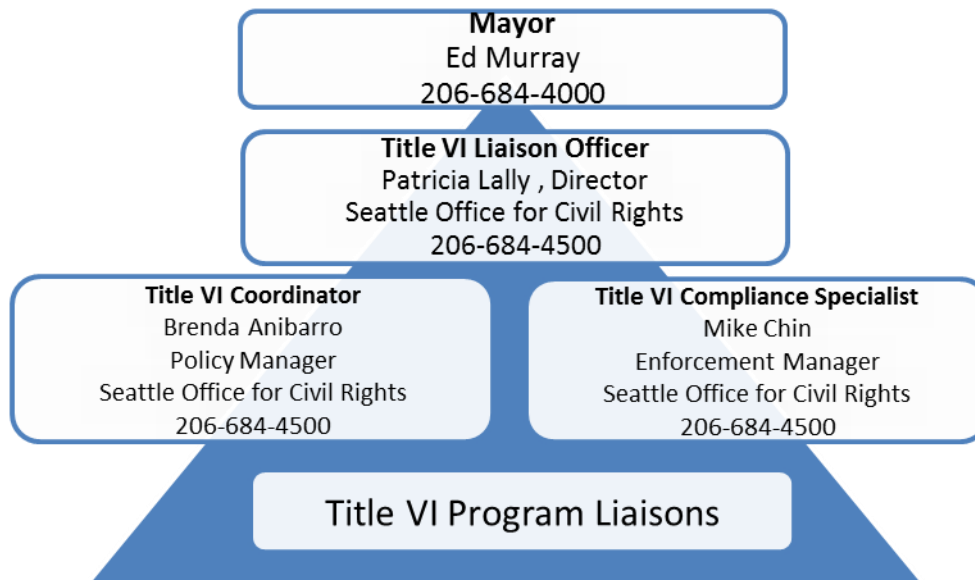 Mayor
Ed Murray
206-684-4000
Title VI Liaison Officer
Patricia Lally , Director
Seattle Office for Civil Rights
206-684-4500
Title VI Coordinator
Brenda Anibarro
Policy Manager
Seattle Office for Civil Rights
206-684-4500
Title VI Compliance Specialist
Mike Chin
Enforcement Manager
Seattle Office for Civil Rights
206-684-4500
Title VI Program Liaisons